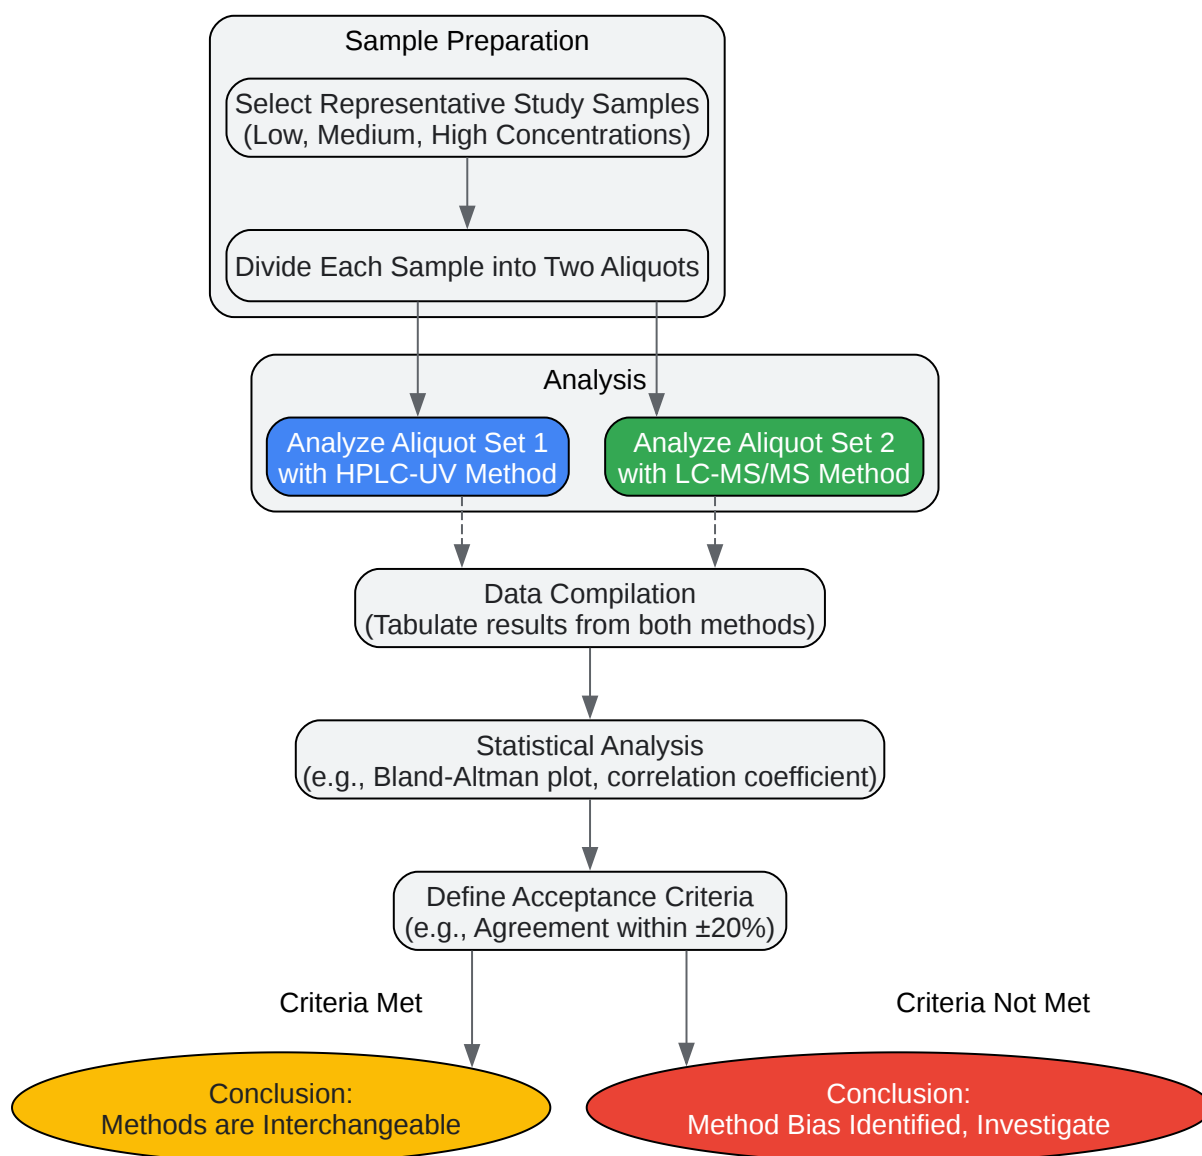 Sample Preparation
Select Representative Study Samples
(Low, Medium, High Concentrations)
Divide Each Sample into Two Aliquots
Analysis
Analyze Aliquot Set 1
with HPLC-UV Method
Analyze Aliquot Set 2
with LC-MS/MS Method
Data Compilation
(Tabulate results from both methods)
Statistical Analysis
(e.g., Bland-Altman plot, correlation coefficient)
Define Acceptance Criteria
(e.g., Agreement within ±20%)
Criteria Met
Criteria Not Met
Conclusion:
Methods are Interchangeable
Conclusion:
Method Bias Identified, Investigate